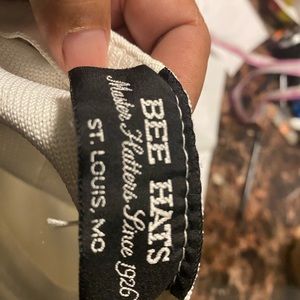 BEE HATS
Master Hatters Since 1926
ST. LOUIS, MO